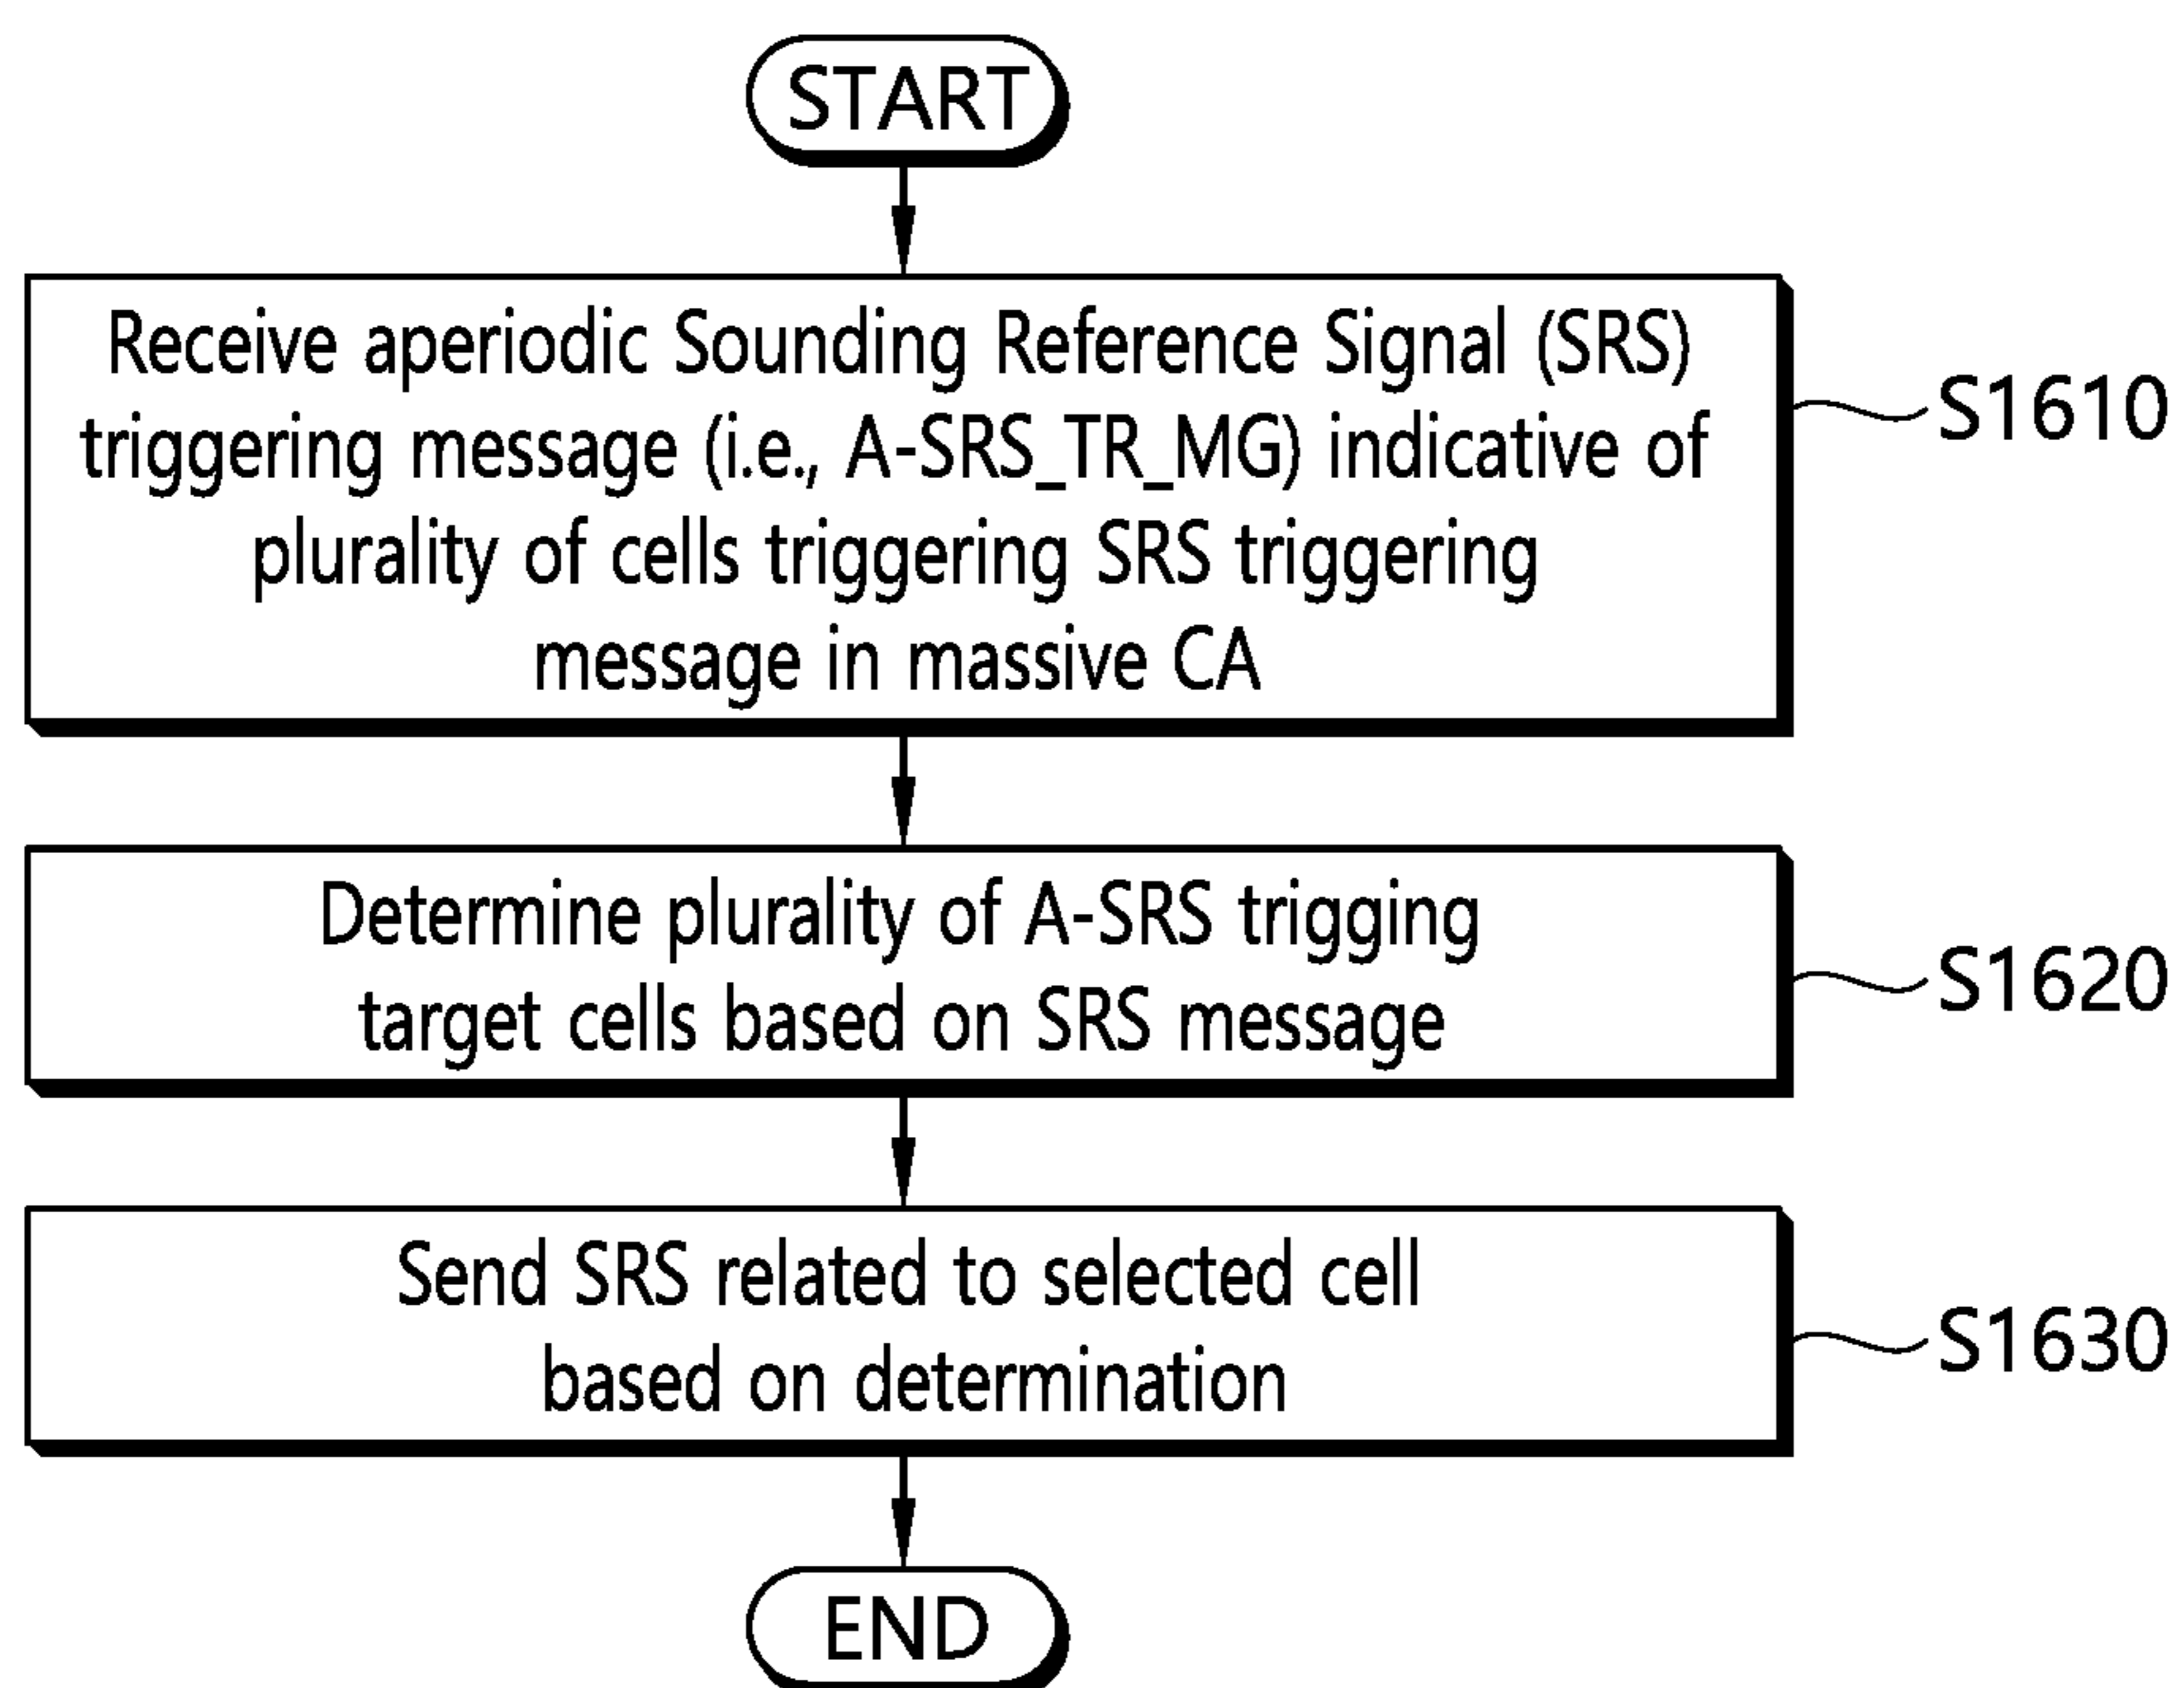 START
Receive aperiodic Sounding Reference Signal (SRS)
triggering message (i.e., A-SRS_TR_MG) indicative of
plurality of cells triggering SRS triggering
message in massive CA
S1610
Determine plurality of A-SRS trigging
target cells based on SRS message
S1620
Send SRS related to selected cell
based on determination
S1630
END